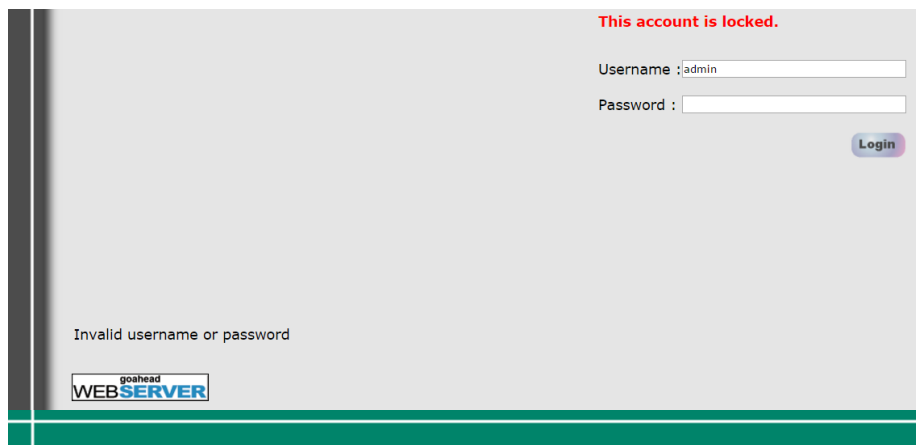 This account is locked.
Username : admin
Password :
Login
Invalid username or password
goahead
WEBSERVER